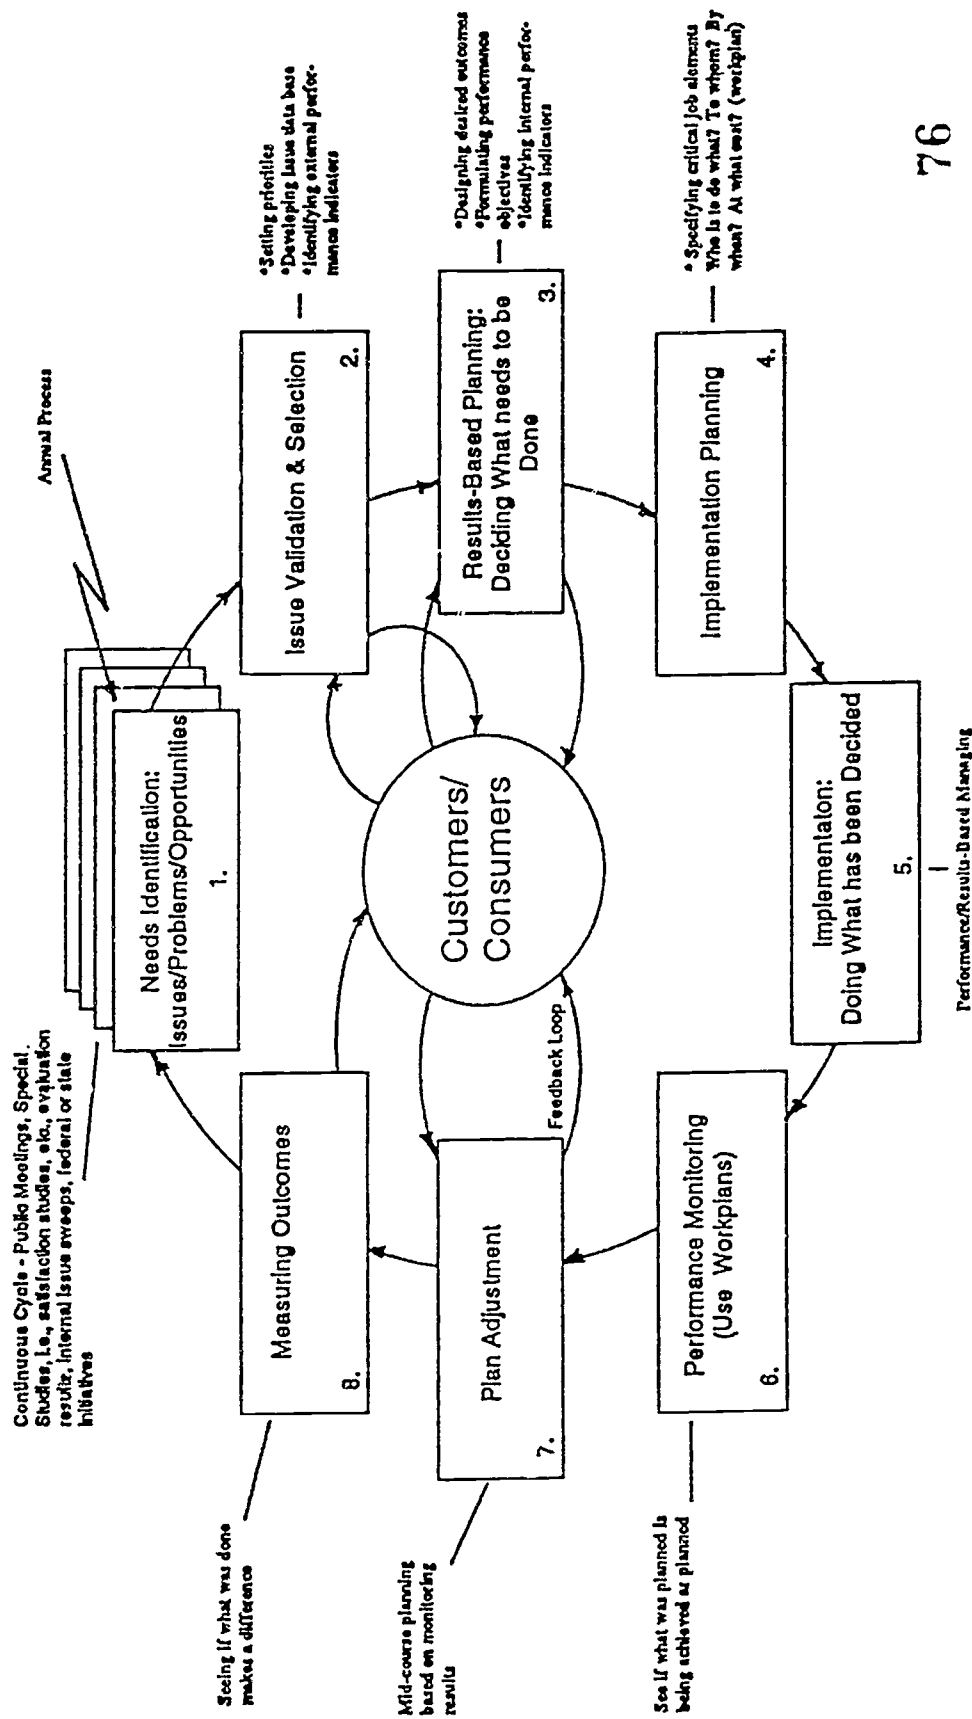 Continuous Cycle - Public Meetings, Special
Studies, i.e., satisfaction studies, etc., evaluation
results, internal issue sweeps, federal or state
initiatives
Annual Process
Needs Identification:
Issues/Problems/Opportunities
1.
Issue Validation & Selection
2.
*Setting priorities
*Developing issue data base
*Identifying external perfor-
mance indicators
Results-Based Planning:
Deciding What needs to be
Done
3.
*Designing desired outcomes
*Formulating performance
objectives
*Identifying internal perfor-
mance indicators
Implementation Planning
4.
* Specifying critical job elements
Who is to do what? To whom? By
when? At what cost? (workplan)
Implementaton:
Doing What has been Decided
5.
Performance/Results-Based Managing
Performance Monitoring
(Use Workplans)
6.
See if what was planned is
being achieved as planned
Plan Adjustment
7.
Mid-course planning
based on monitoring
results
Measuring Outcomes
8.
Seeing if what was done
makes a difference
Customers/
Consumers
Feedback Loop
76